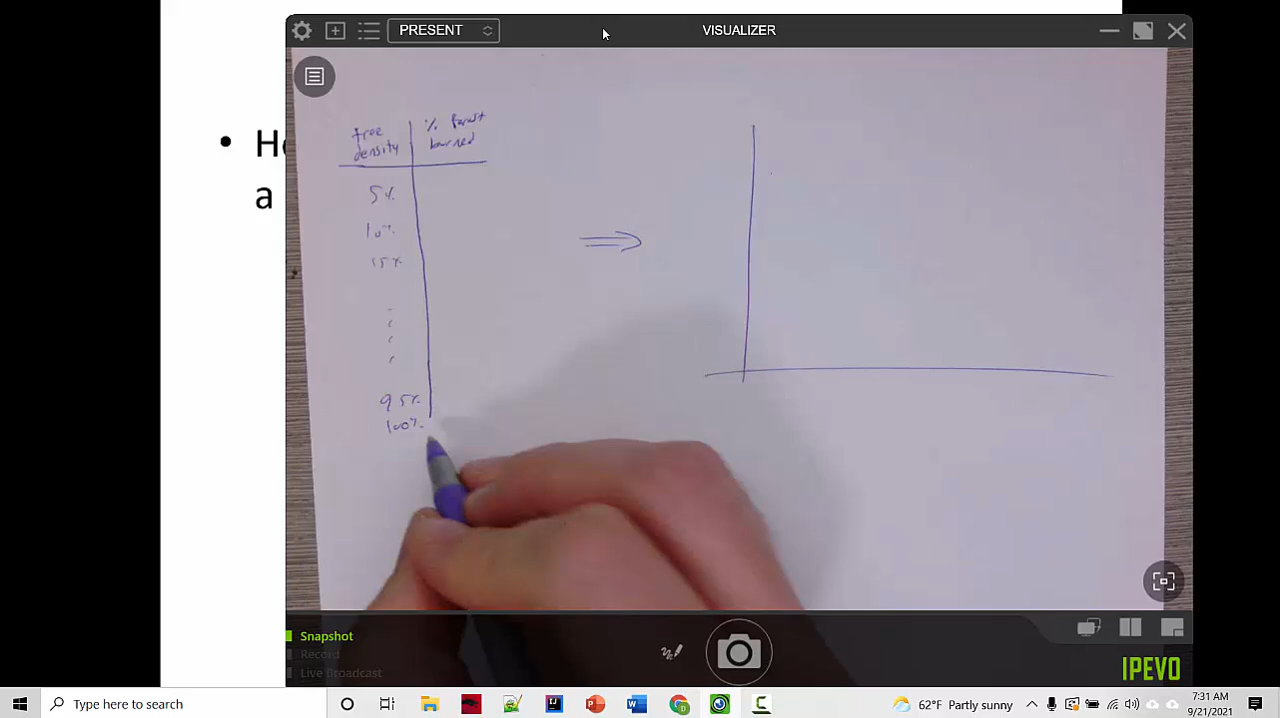 PRESENT
VISUALIZER
• H
a
tree
density
% forest
burned
5%
10%
15%
95%
100%
Snapshot
Record
Live Broadcast
IPEVO
Type here to search
62°F Partly sunny
7:31 AM
9/21/2021